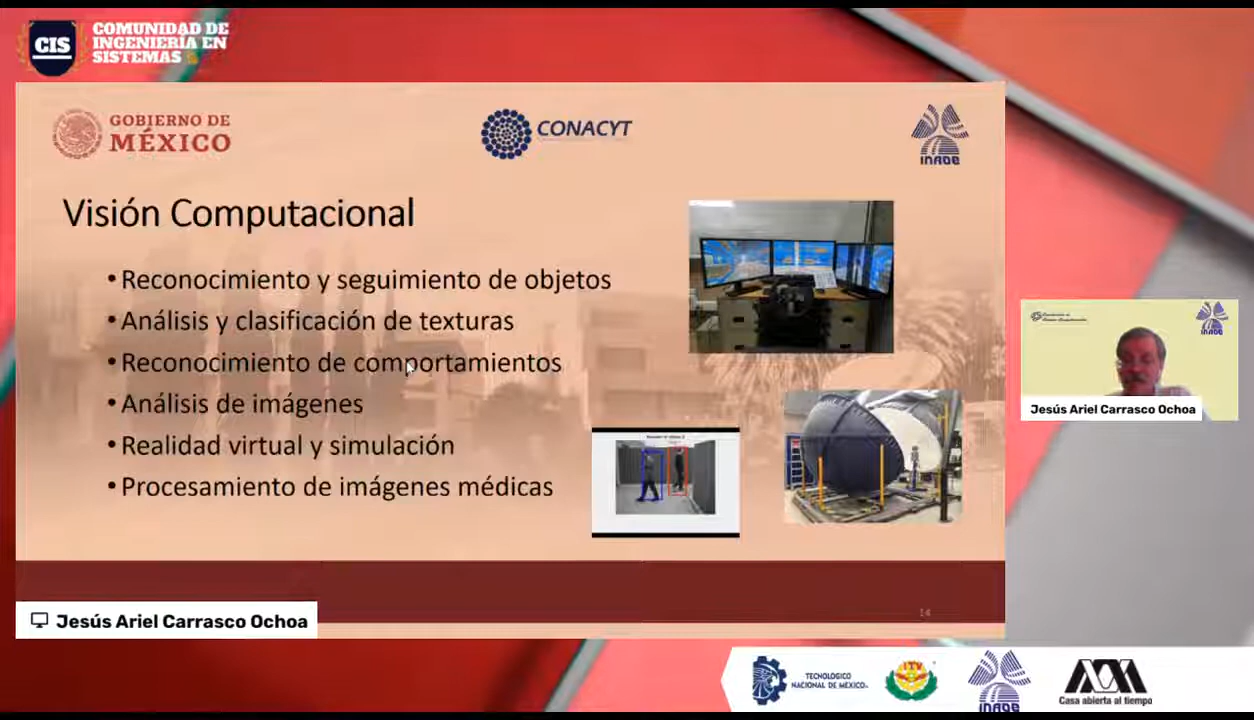 CIS
COMUNIDAD DE
INGENIERÍA EN
SISTEMAS
GOBIERNO DE
MÉXICO
CONACYT
INAOE
Visión Computacional
• Reconocimiento y seguimiento de objetos
• Análisis y clasificación de texturas
• Reconocimiento de comportamientos
• Análisis de imágenes
• Realidad virtual y simulación
• Procesamiento de imágenes médicas
14
Jesús Ariel Carrasco Ochoa
INAOE
Jesús Ariel Carrasco Ochoa
TECNOLÓGICO
NACIONAL DE MÉXICO
ITV
INAOE
Casa abierta al tiempo